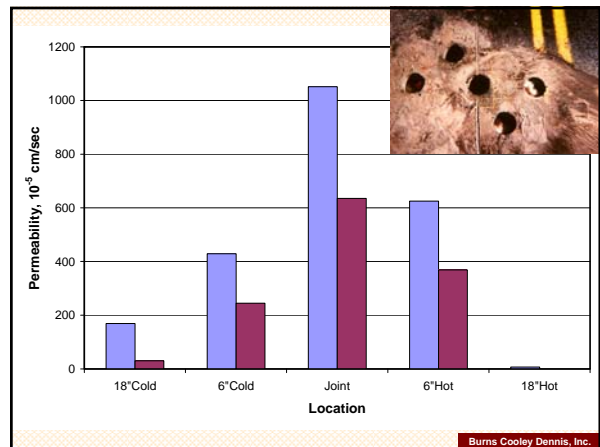 1200
1000
800
600
400
200
0
Permeability, 10⁻⁵ cm/sec
18"Cold 6"Cold Joint 6"Hot 18"Hot
Location
Burns Cooley Dennis, Inc.